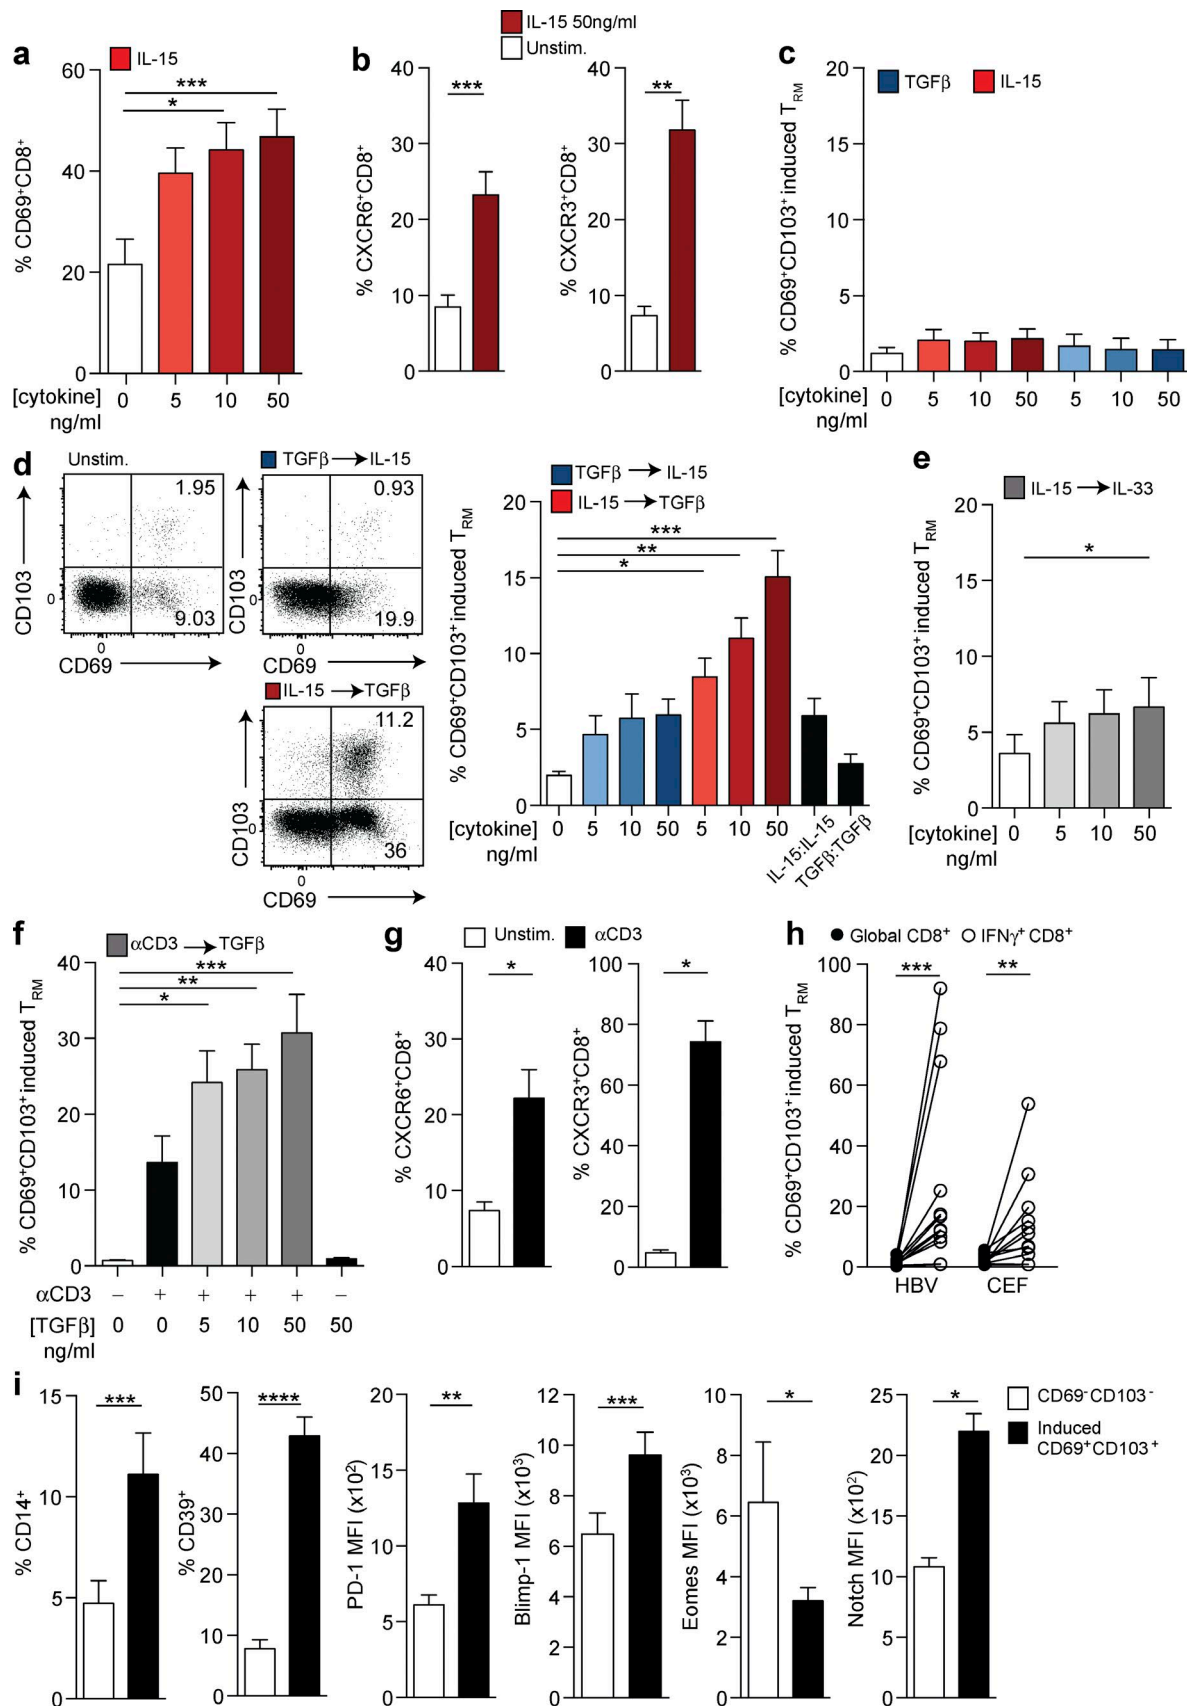 a
IL-15
% CD69⁺CD8⁺
60
40
20
0
***
*
[cytokine]
ng/ml
0 5 10 50
b
IL-15 50ng/ml
Unstim.
% CXCR6⁺CD8⁺
40
30
20
10
0
***
% CXCR3⁺CD8⁺
40
30
20
10
0
**
c
TGFβ IL-15
% CD69⁺CD103⁺ induced TRM
20
15
10
5
0
[cytokine]
ng/ml
0 5 10 50 5 10 50
d
Unstim.
1.95
9.03
CD103
0
0
CD69
TGFβ → IL-15
0.93
19.9
CD103
0
0
CD69
IL-15 → TGFβ
11.2
36
CD103
0
0
CD69
TGFβ → IL-15
IL-15 → TGFβ
% CD69⁺CD103⁺ induced TRM
20
15
10
5
0
***
**
*
[cytokine]
ng/ml
0 5 10 50 5 10 50 IL-15:IL-15 TGFβ:TGFβ
e
IL-15 → IL-33
% CD69⁺CD103⁺ induced TRM
20
15
10
5
0
*
[cytokine]
ng/ml
0 5 10 50
f
αCD3 → TGFβ
% CD69⁺CD103⁺ induced TRM
40
30
20
10
0
***
**
*
αCD3 − + + + + −
[TGFβ] 0 0 5 10 50 50
ng/ml
g
Unstim. αCD3
% CXCR6⁺CD8⁺
40
30
20
10
0
*
% CXCR3⁺CD8⁺
100
80
60
40
20
0
*
h
Global CD8⁺ IFNγ⁺ CD8⁺
% CD69⁺CD103⁺ induced TRM
100
80
60
40
20
0
*** **
HBV CEF
i
% CD14⁺
15
10
5
0
***
% CD39⁺
50
40
30
20
10
0
****
PD-1 MFI (x10²)
20
15
10
5
0
**
Blimp-1 MFI (x10³)
12
10
8
6
4
2
0
***
Eomes MFI (x10³)
10
8
6
4
2
0
*
Notch MFI (x10²)
25
20
15
10
5
0
*
CD69⁻CD103⁻
Induced
CD69⁺CD103⁺